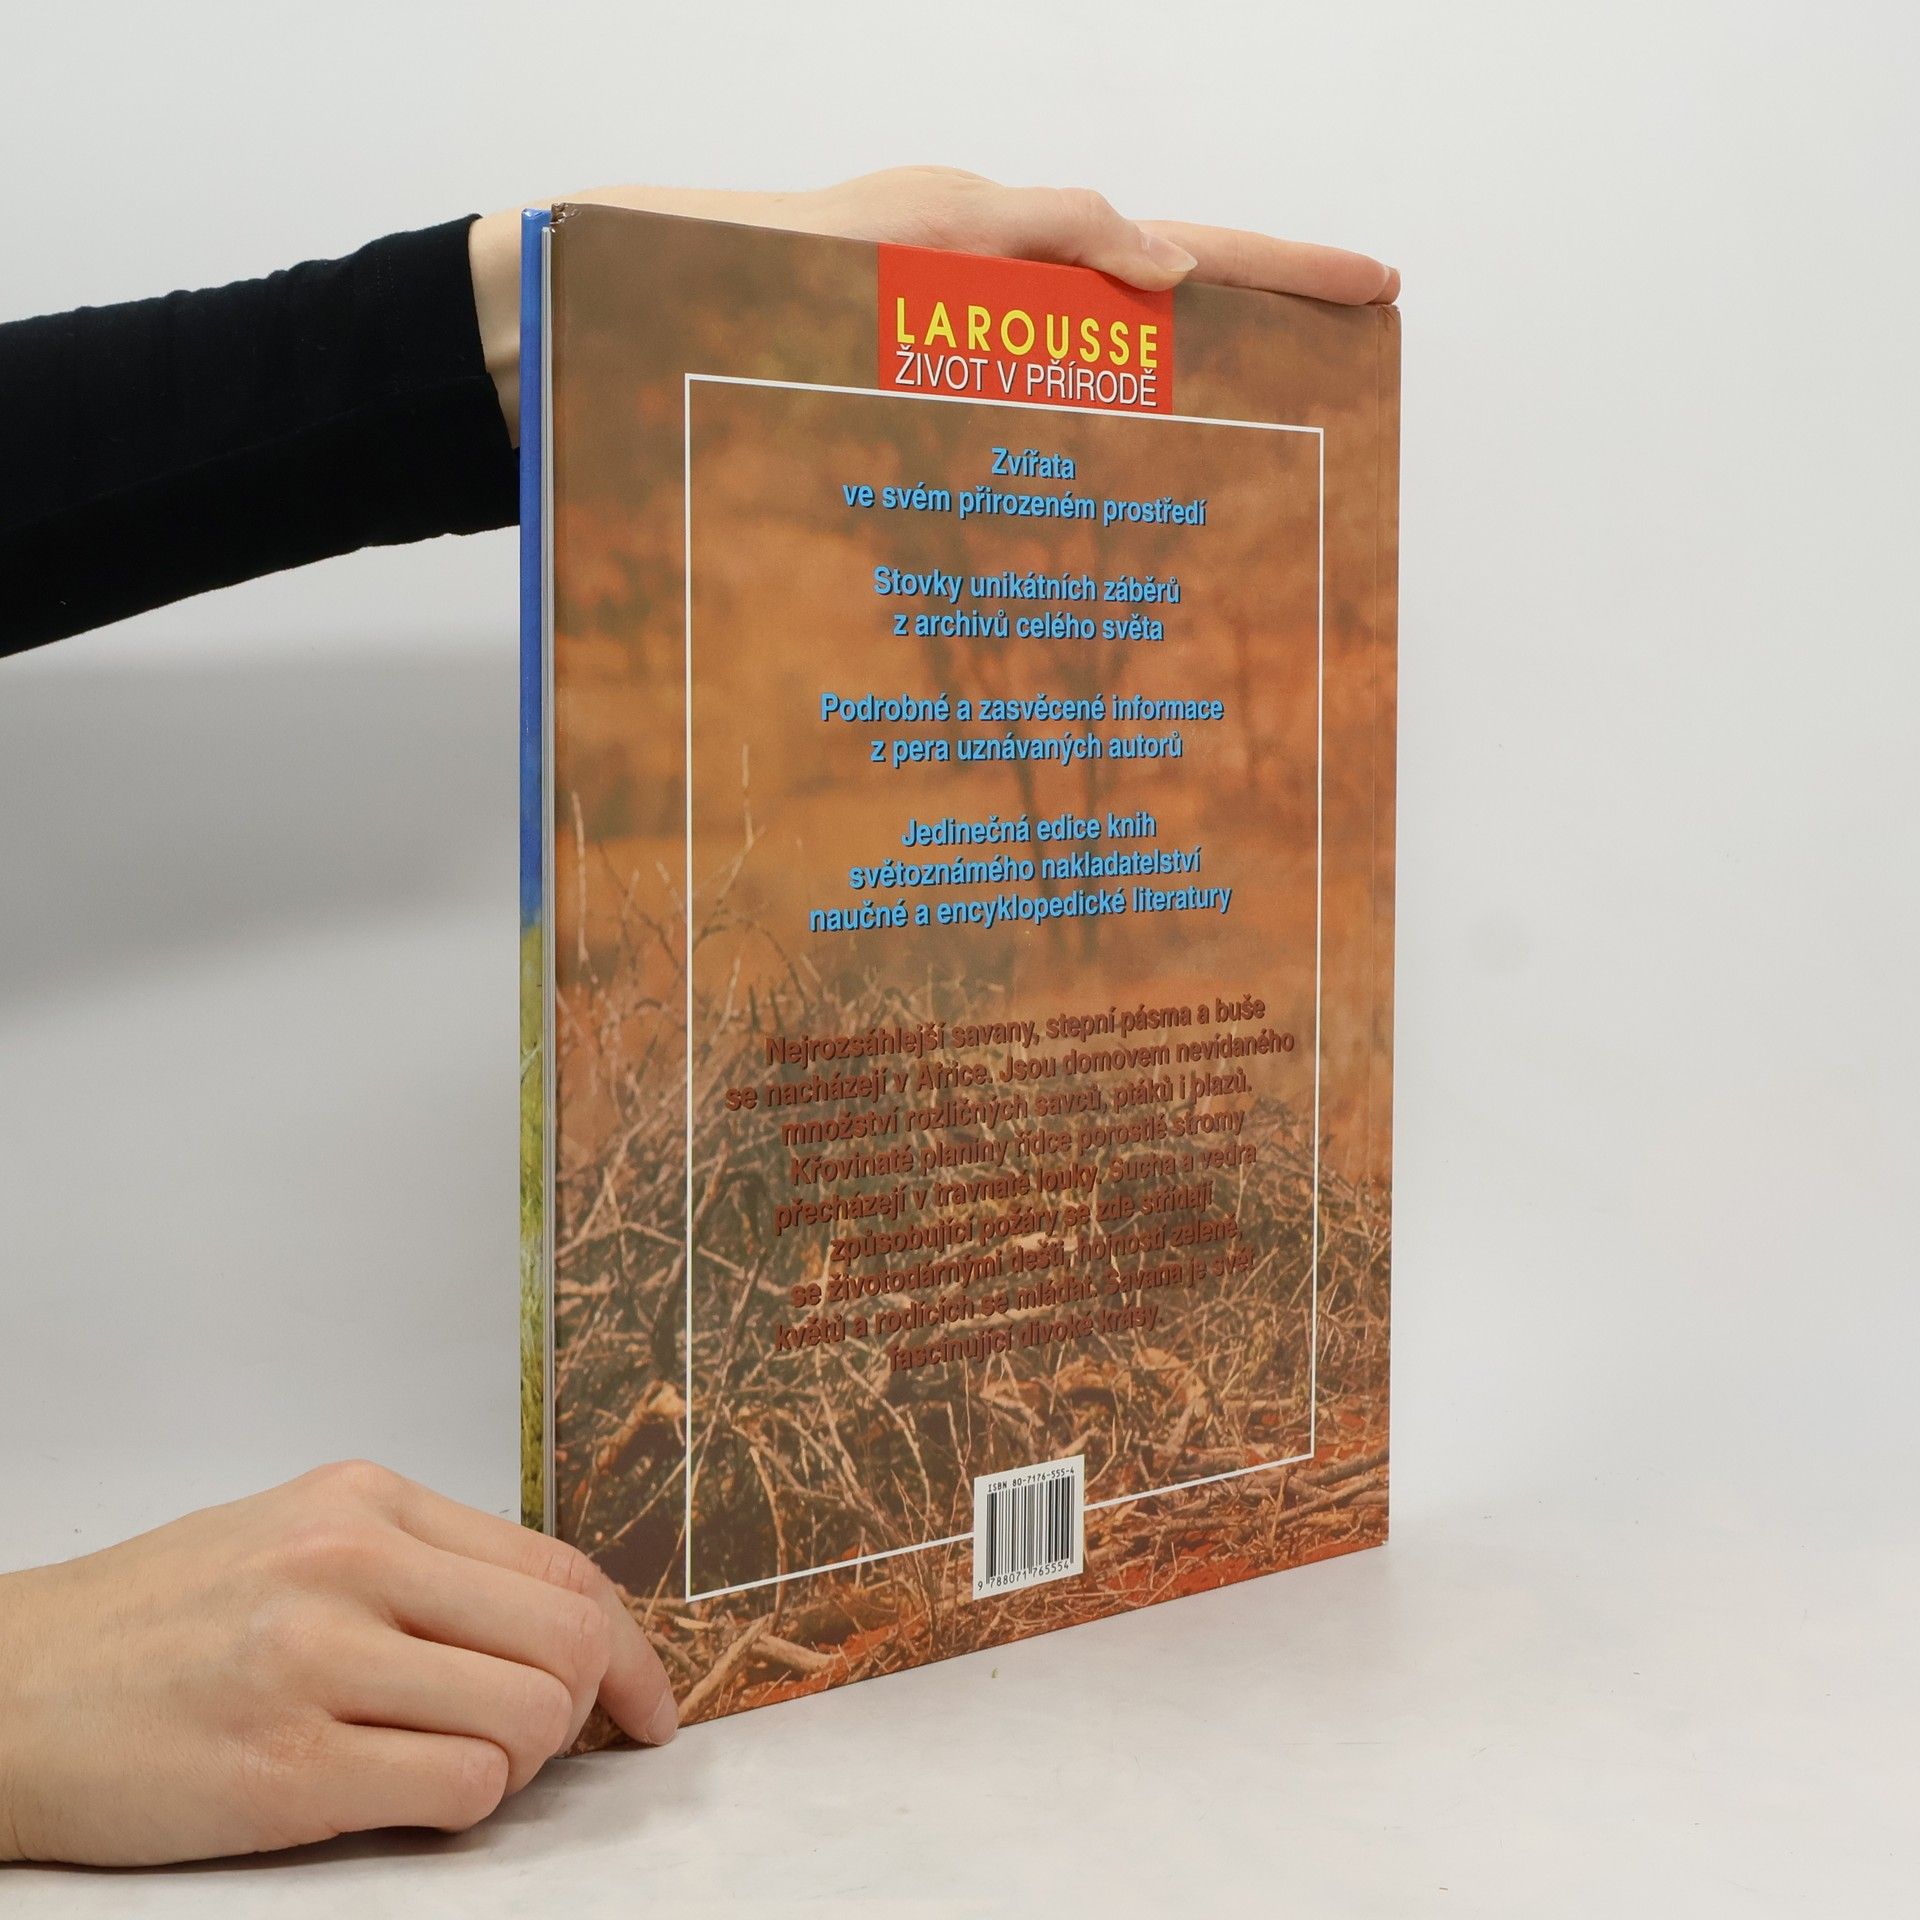 LAROUSSE
ŽIVOT V PŘÍRODĚ
Zvířata
ve svém přirozeném prostředí
Stovky unikátních záběrů
z archivů celého světa
Podrobné a zasvěcené informace
z pera uznávaných autorů
Jedinečná edice knih
světoznámého nakladatelství
naučné a encyklopedické literatury
Nejrozsáhlejší savany, stepní pásma a buše
se nacházejí v Africe. Jsou domovem nevídaného
množství rozličných savců, ptáků i plazů.
Křovinaté planiny řídce porostlé stromy
přecházejí v travnaté louky. Sucha a vedra
způsobující požáry se zde střídají
se životodárnými dešti, hojností zeleně,
květů a rodících se mláďat. Savana je svět
fascinující divoké krásy.
ISBN 80-7176-555-4
9 788071 765554